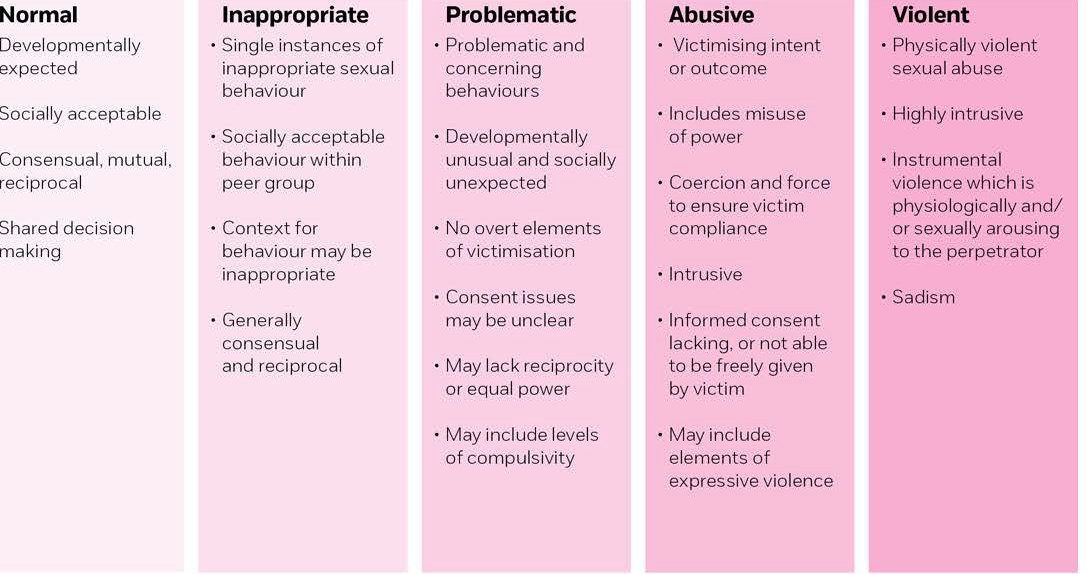 Normal
Developmentally
expected
Socially acceptable
Consensual, mutual,
reciprocal
Shared decision
making
Inappropriate
• Single instances of
inappropriate sexual
behaviour
• Socially acceptable
behaviour within
peer group
• Context for
behaviour may be
inappropriate
• Generally
consensual
and reciprocal
Problematic
• Problematic and
concerning
behaviours
• Developmentally
unusual and socially
unexpected
• No overt elements
of victimisation
• Consent issues
may be unclear
• May lack reciprocity
or equal power
• May include levels
of compulsivity
Abusive
• Victimising intent
or outcome
• Includes misuse
of power
• Coercion and force
to ensure victim
compliance
• Intrusive
• Informed consent
lacking, or not able
to be freely given
by victim
• May include
elements of
expressive violence
Violent
• Physically violent
sexual abuse
• Highly intrusive
• Instrumental
violence which is
physiologically and/
or sexually arousing
to the perpetrator
• Sadism